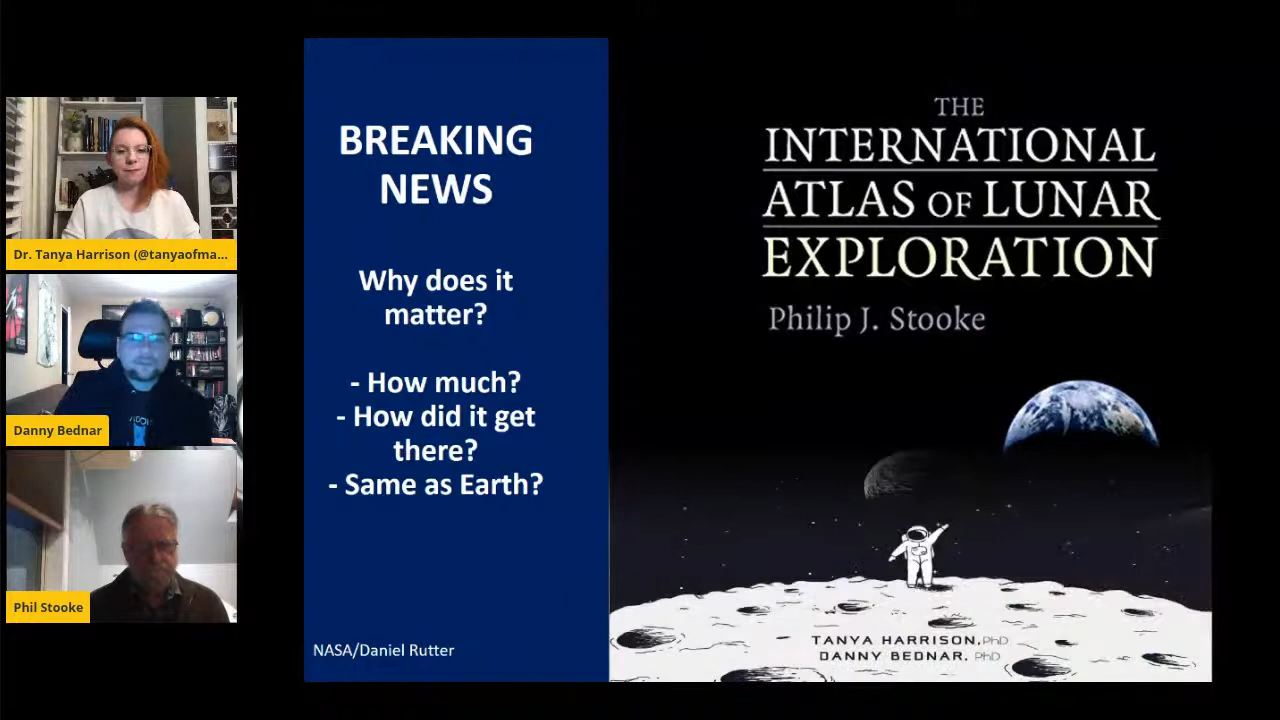 Dr. Tanya Harrison (@tanyaofma...
Danny Bednar
Phil Stooke
BREAKING
NEWS
Why does it
matter?
- How much?
- How did it get
there?
- Same as Earth?
NASA/Daniel Rutter
THE
INTERNATIONAL
ATLAS OF LUNAR
EXPLORATION
Philip J. Stooke
TANYA HARRISON, PhD
DANNY BEDNAR, PhD